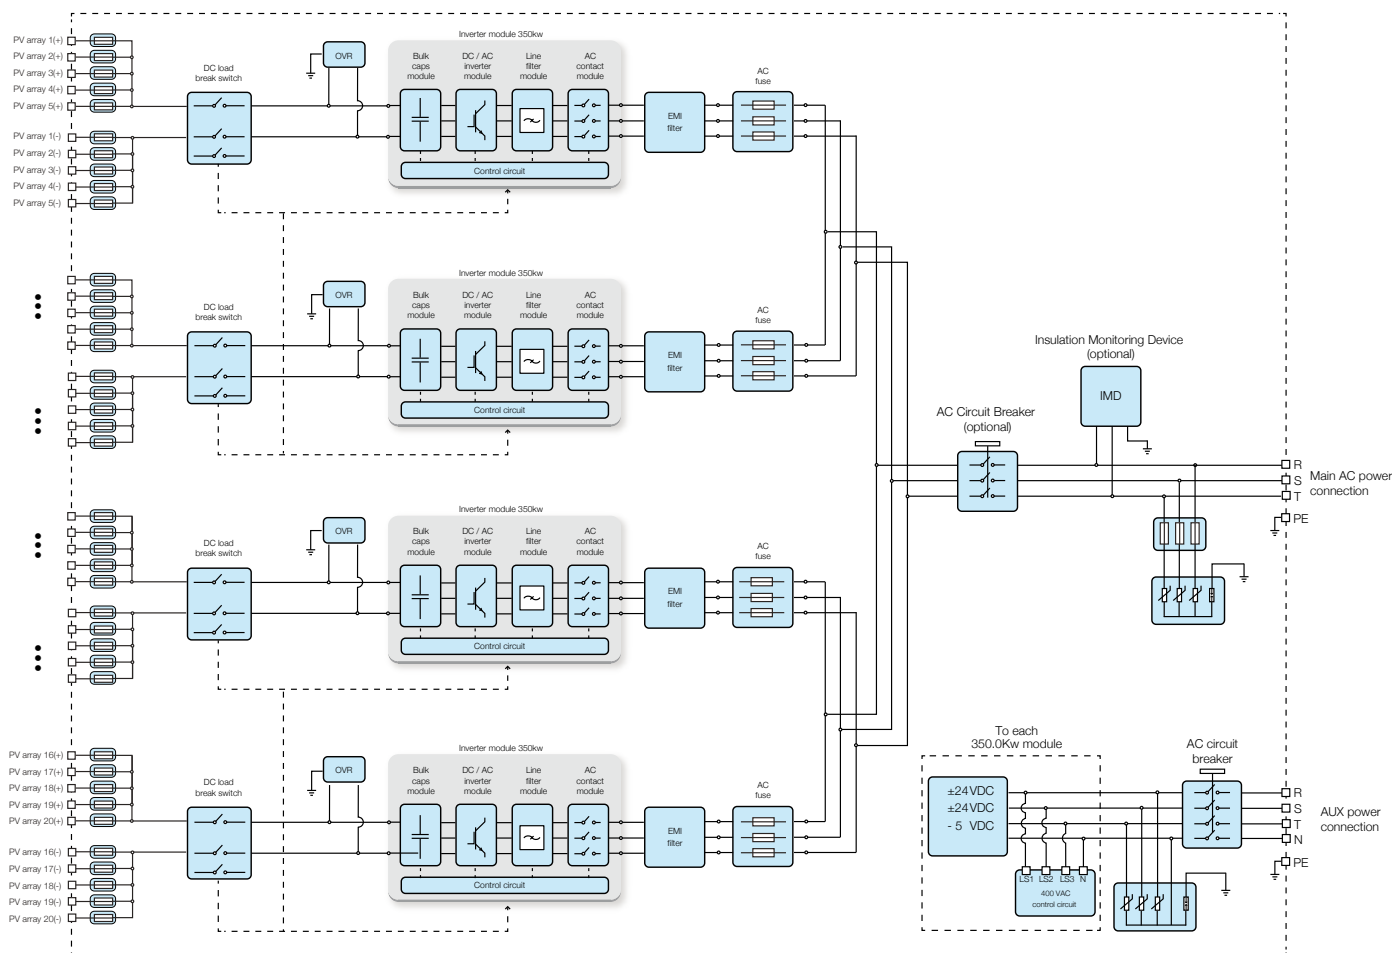 PV array 1(+)
PV array 2(+)
PV array 3(+)
PV array 4(+)
PV array 5(+)
PV array 1(-)
PV array 2(-)
PV array 3(-)
PV array 4(-)
PV array 5(-)
DC load
break switch
OVR
Inverter module 350kw
Bulk
caps
module
DC / AC
inverter
module
Line
filter
module
AC
contact
module
Control circuit
EMI
filter
AC
fuse
DC load
break switch
OVR
Inverter module 350kw
Bulk
caps
module
DC / AC
inverter
module
Line
filter
module
AC
contact
module
Control circuit
EMI
filter
AC
fuse
DC load
break switch
OVR
Inverter module 350kw
Bulk
caps
module
DC / AC
inverter
module
Line
filter
module
AC
contact
module
Control circuit
EMI
filter
AC
fuse
PV array 16(+)
PV array 17(+)
PV array 18(+)
PV array 19(+)
PV array 20(+)
PV array 16(-)
PV array 17(-)
PV array 18(-)
PV array 19(-)
PV array 20(-)
DC load
break switch
OVR
Inverter module 350kw
Bulk
caps
module
DC / AC
inverter
module
Line
filter
module
AC
contact
module
Control circuit
EMI
filter
AC
fuse
AC Circuit Breaker
(optional)
Insulation Monitoring Device
(optional)
IMD
R
S
T
PE
Main AC power
connection
To each
350.0Kw module
±24VDC
±24VDC
- 5 VDC
LS1
LS2
LS3
N
400 VAC
control circuit
AC circuit
breaker
R
S
T
N
PE
AUX power
connection